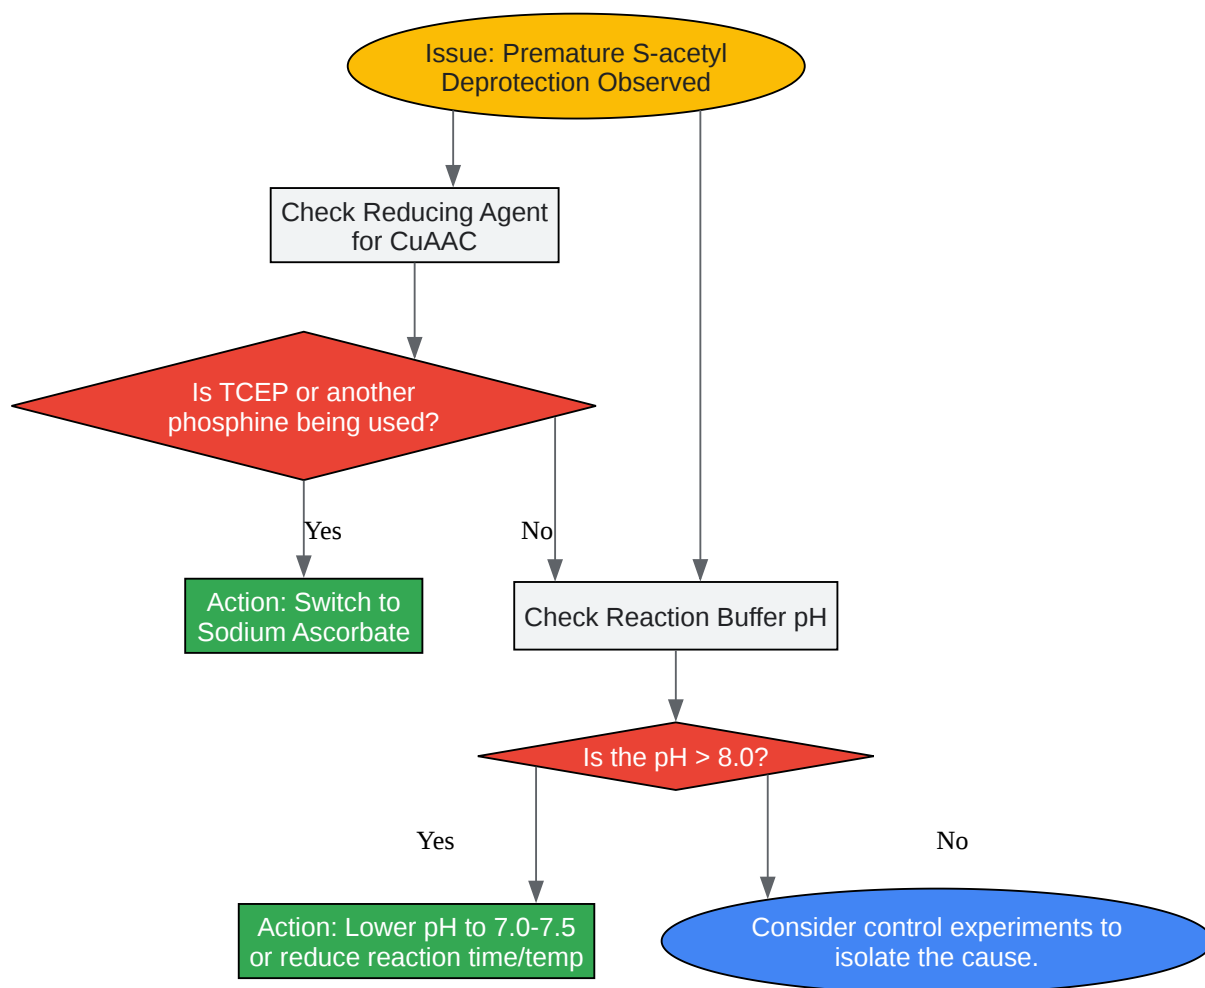 Issue: Premature S-acetyl
Deprotection Observed
Check Reducing Agent
for CuAAC
Is TCEP or another
phosphine being used?
Yes
No
Action: Switch to
Sodium Ascorbate
Check Reaction Buffer pH
Is the pH > 8.0?
Yes
No
Action: Lower pH to 7.0-7.5
or reduce reaction time/temp
Consider control experiments to
isolate the cause.